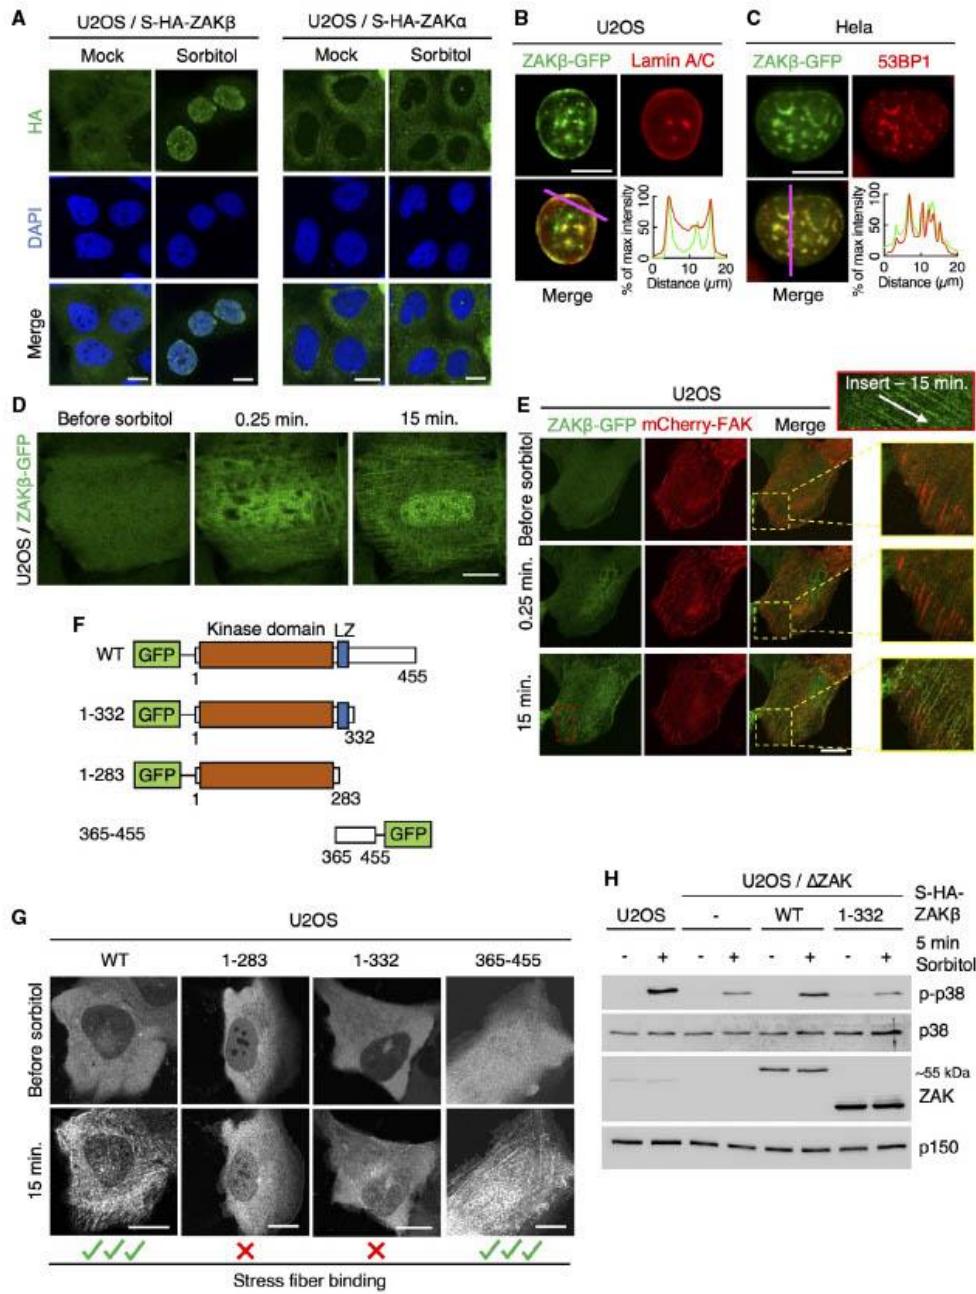 A
U2OS / S-HA-ZAKβ
U2OS / S-HA-ZAKα
Mock
Sorbitol
Mock
Sorbitol
HA
DAPI
Merge
B
U2OS
ZAKβ-GFP
Lamin A/C
Merge
% of max intensity
100
50
0
0
10
20
Distance (μm)
C
Hela
ZAKβ-GFP
53BP1
Merge
% of max intensity
100
50
0
0
10
20
Distance (μm)
D
Before sorbitol
0.25 min.
15 min.
U2OS / ZAKβ-GFP
E
U2OS
Insert – 15 min.
ZAKβ-GFP
mCherry-FAK
Merge
Before sorbitol
0.25 min.
15 min.
F
Kinase domain
LZ
WT
GFP
1
455
1-332
GFP
1
332
1-283
GFP
1
283
365-455
GFP
365
455
G
U2OS
WT
1-283
1-332
365-455
Before sorbitol
15 min.
Stress fiber binding
H
U2OS / ΔZAK
S-HA-
ZAKβ
U2OS
-
WT
1-332
- + - + - + - +
5 min
Sorbitol
p-p38
p38
~55 kDa
ZAK
p150